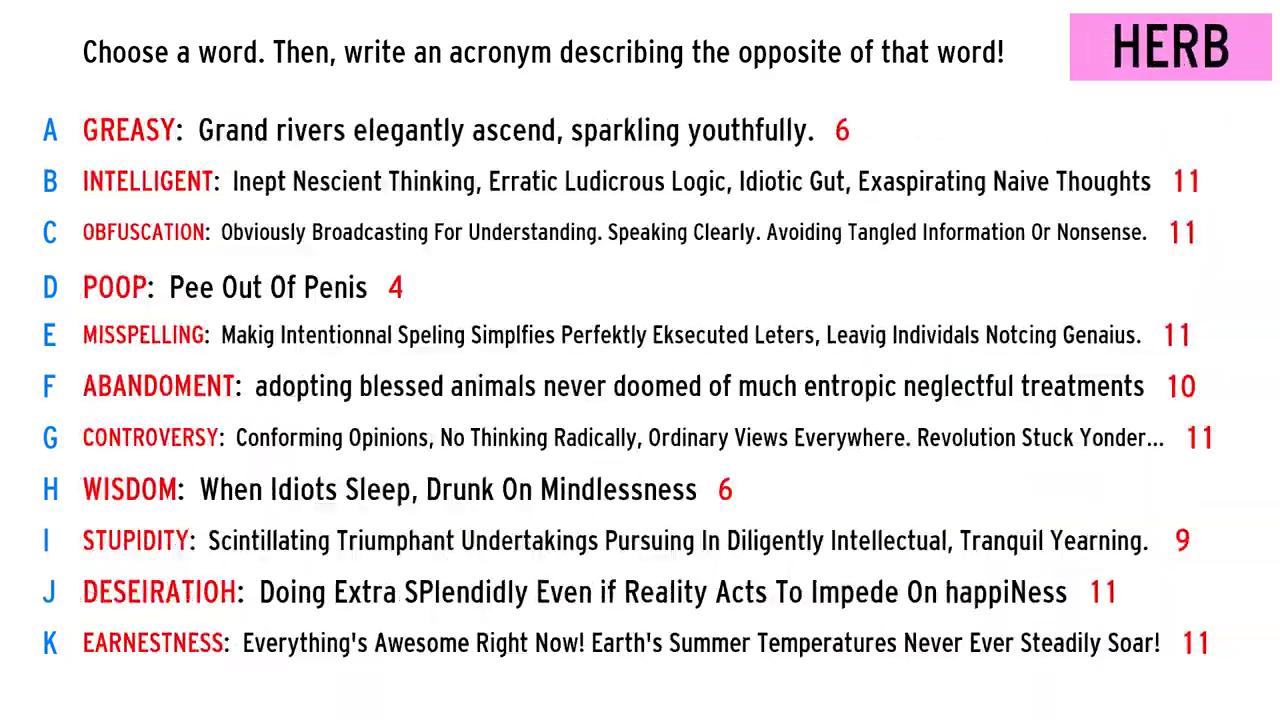 Choose a word. Then, write an acronym describing the opposite of that word!
HERB
A GREASY: Grand rivers elegantly ascend, sparkling youthfully. 6
B INTELLIGENT: Inept Nescient Thinking, Erratic Ludicrous Logic, Idiotic Gut, Exaspirating Naive Thoughts 11
C OBFUSCATION: Obviously Broadcasting For Understanding. Speaking Clearly. Avoiding Tangled Information Or Nonsense. 11
D POOP: Pee Out Of Penis 4
E MISSPELLING: Makig Intentionnal Speling Simplfies Perfektly Eksecuted Leters, Leavig Individals Notcing Genaius. 11
F ABANDOMENT: adopting blessed animals never doomed of much entropic neglectful treatments 10
G CONTROVERSY: Conforming Opinions, No Thinking Radically, Ordinary Views Everywhere. Revolution Stuck Yonder... 11
H WISDOM: When Idiots Sleep, Drunk On Mindlessness 6
I STUPIDITY: Scintillating Triumphant Undertakings Pursuing In Diligently Intellectual, Tranquil Yearning. 9
J DESEIRATIOH: Doing Extra SPlendidly Even if Reality Acts To Impede On happiNess 11
K EARNESTNESS: Everything's Awesome Right Now! Earth's Summer Temperatures Never Ever Steadily Soar! 11